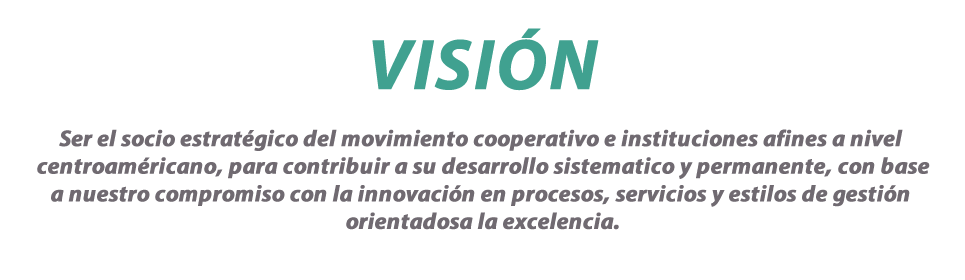 VISIÓN
Ser el socio estratégico del movimiento cooperativo e instituciones afines a nivel
centroaméricano, para contribuir a su desarrollo sistematico y permanente, con base
a nuestro compromiso con la innovación en procesos, servicios y estilos de gestión
orientadosa la excelencia.